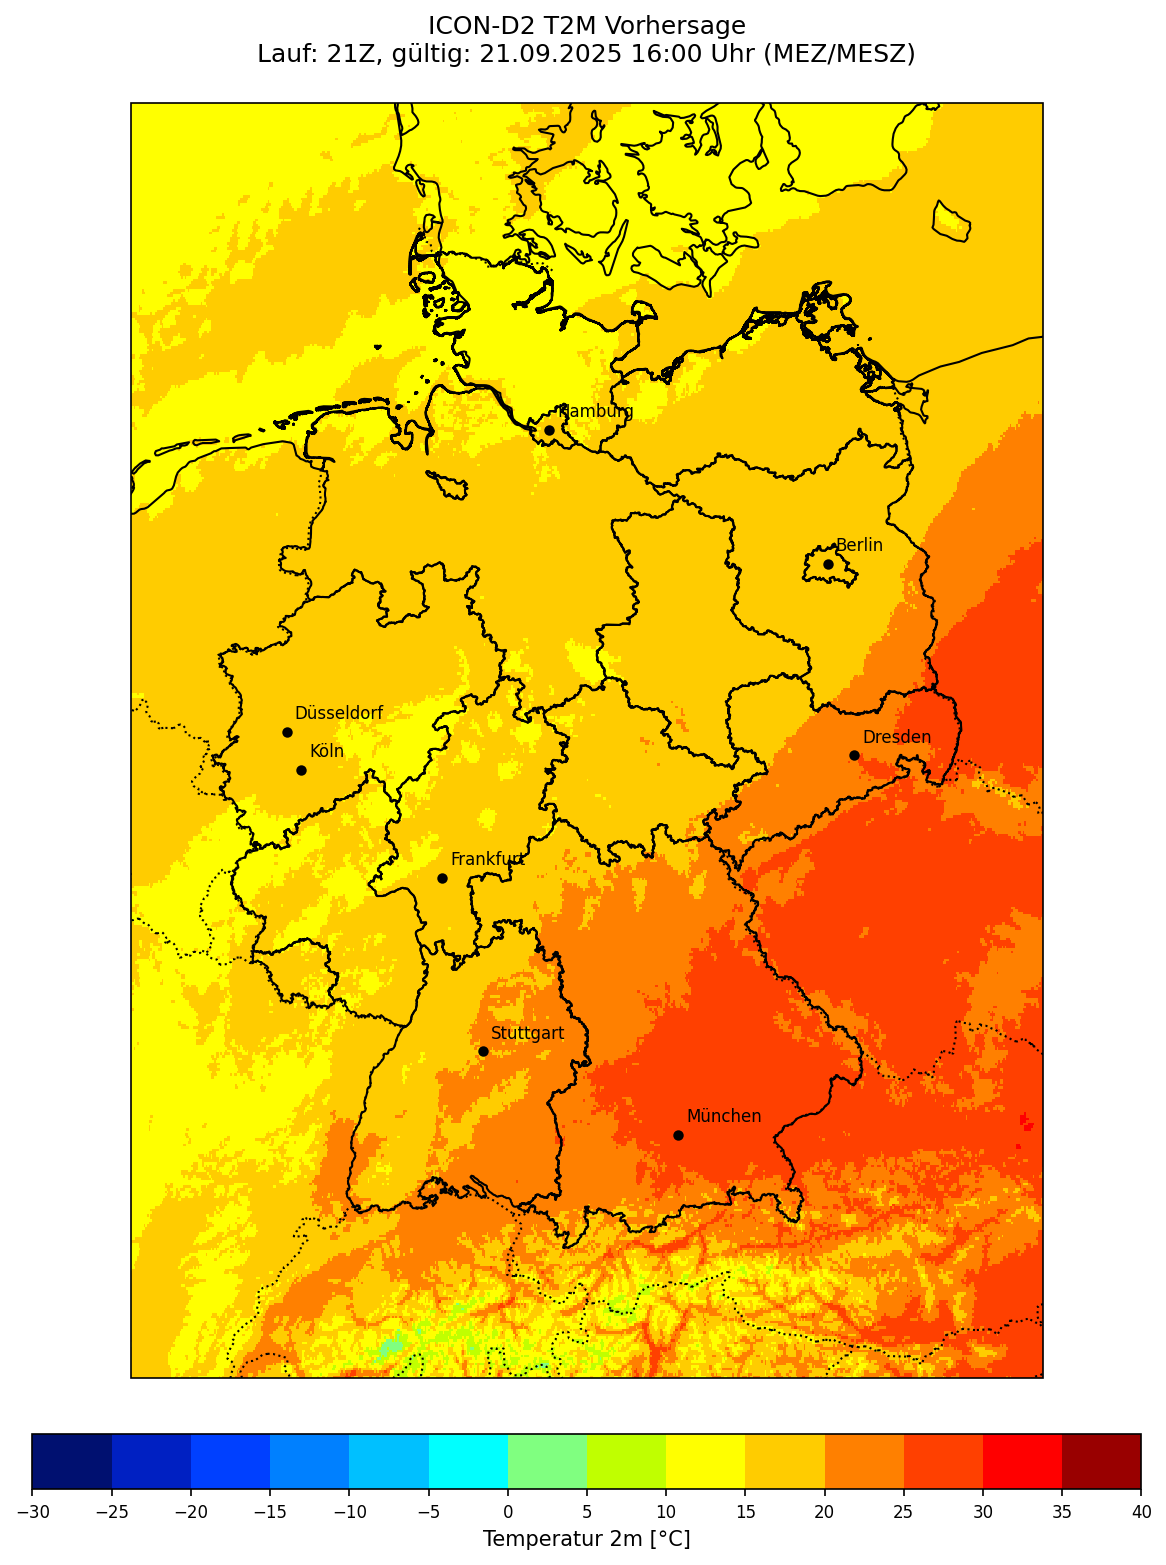 ICON-D2 T2M Vorhersage
Lauf: 21Z, gültig: 21.09.2025 16:00 Uhr (MEZ/MESZ)
Hamburg
Berlin
Düsseldorf
Dresden
Köln
Frankfurt
Stuttgart
München
−30 −25 −20 −15 −10 −5 0 5 10 15 20 25 30 35 40
Temperatur 2m [°C]